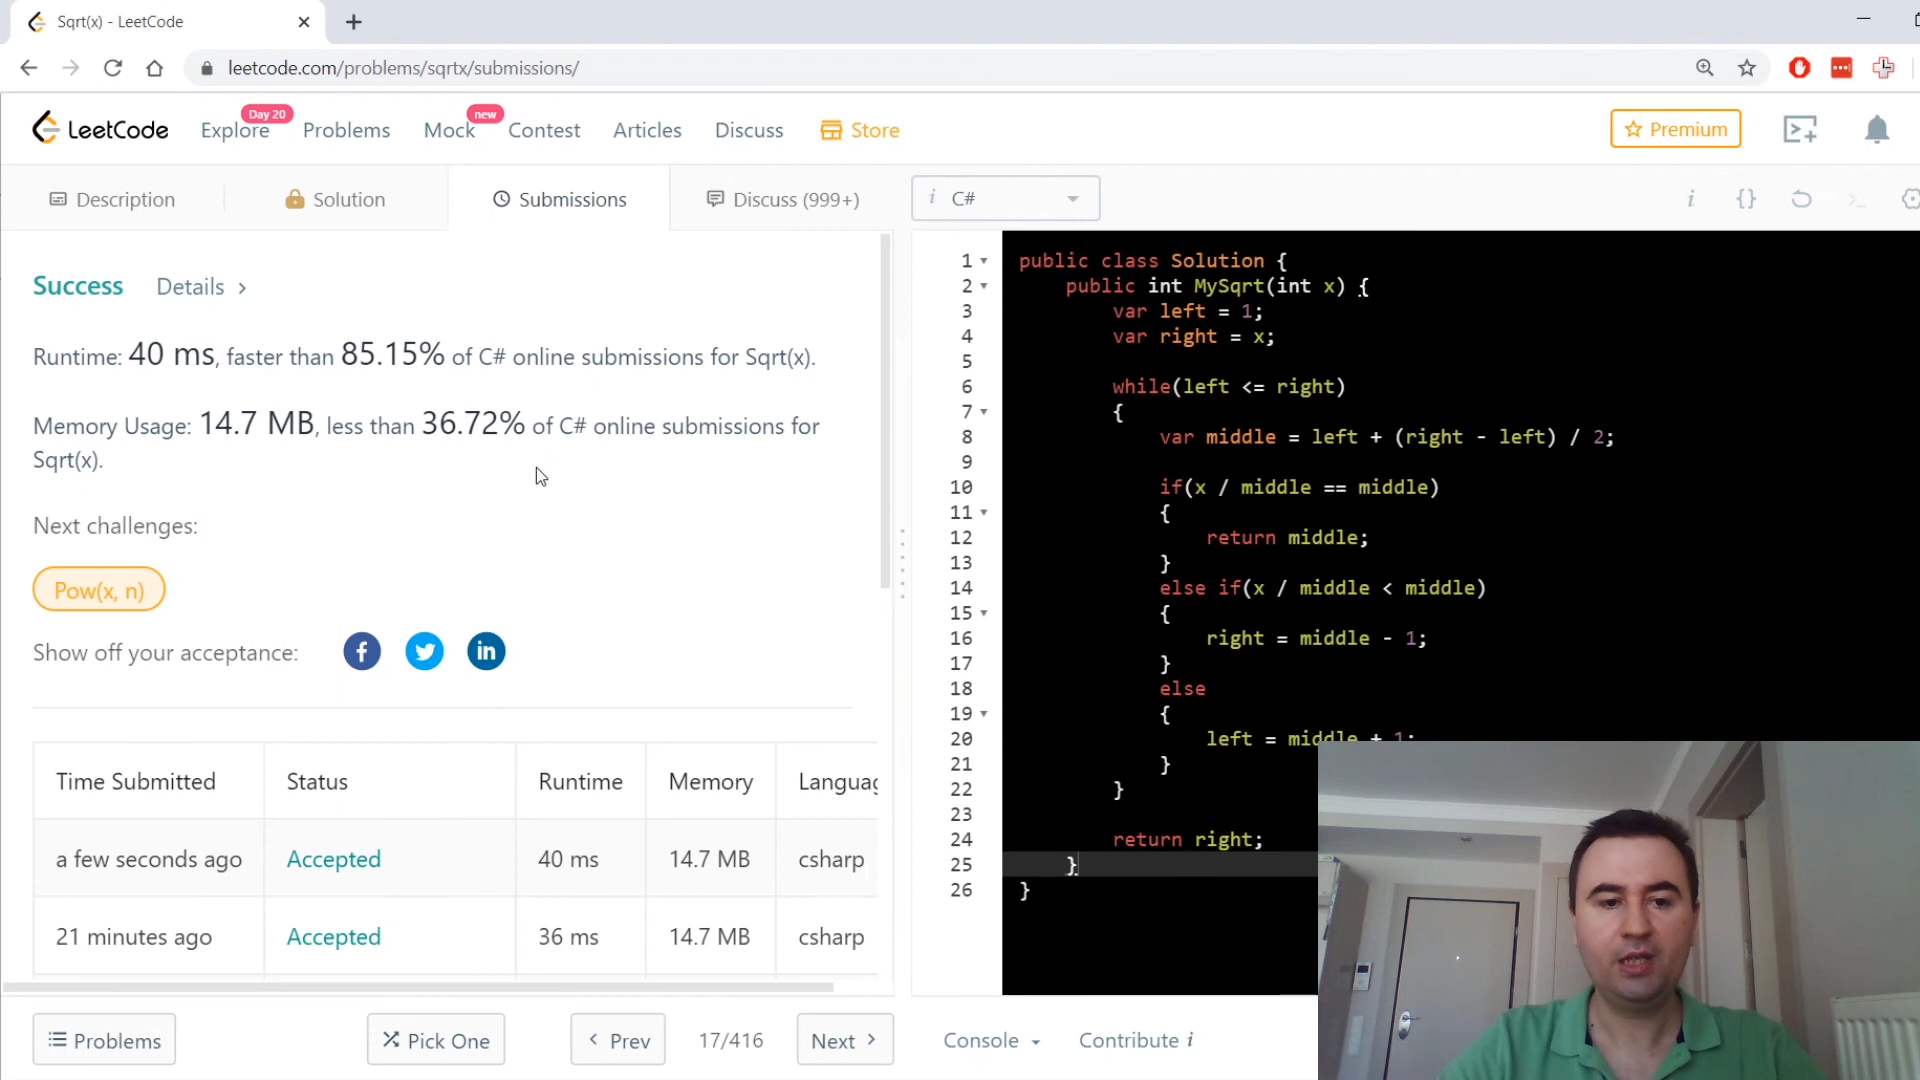 Sqrt(x) - LeetCode
leetcode.com/problems/sqrtx/submissions/
LeetCode
Explore Day 20 Problems Mock new Contest Articles Discuss Store
Premium
Description Solution Submissions Discuss (999+)
i C#
i {}
Success Details >
Runtime: 40 ms, faster than 85.15% of C# online submissions for Sqrt(x).
Memory Usage: 14.7 MB, less than 36.72% of C# online submissions for
Sqrt(x).
Next challenges:
Pow(x, n)
Show off your acceptance:
Time Submitted Status Runtime Memory Languag
a few seconds ago Accepted 40 ms 14.7 MB csharp
21 minutes ago Accepted 36 ms 14.7 MB csharp
1 public class Solution {
2 public int MySqrt(int x) {
3 var left = 1;
4 var right = x;
5
6 while(left <= right)
7 {
8 var middle = left + (right - left) / 2;
9
10 if(x / middle == middle)
11 {
12 return middle;
13 }
14 else if(x / middle < middle)
15 {
16 right = middle - 1;
17 }
18 else
19 {
20 left = middle + 1;
21 }
22 }
23
24 return right;
25 }
26 }
Problems Pick One < Prev 17/416 Next >
Console Contribute i